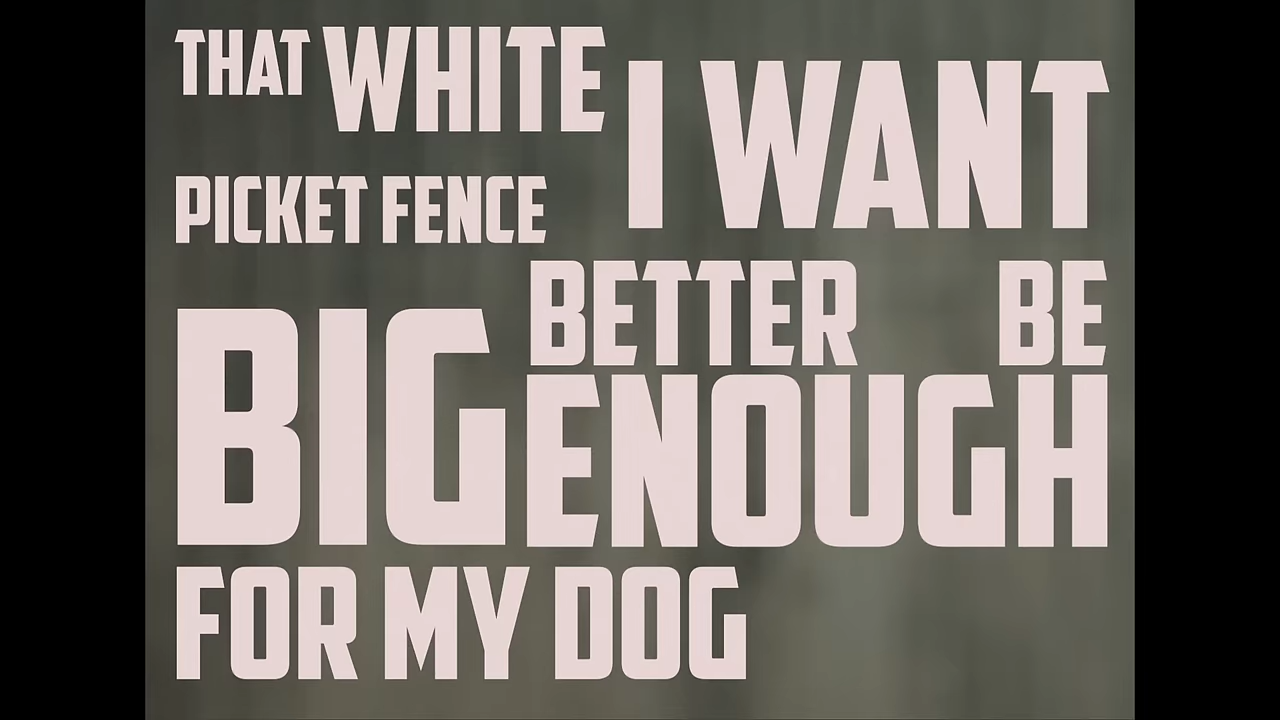 THAT WHITE
PICKET FENCE
I WANT
BETTER BE
BIG ENOUGH
FOR MY DOG